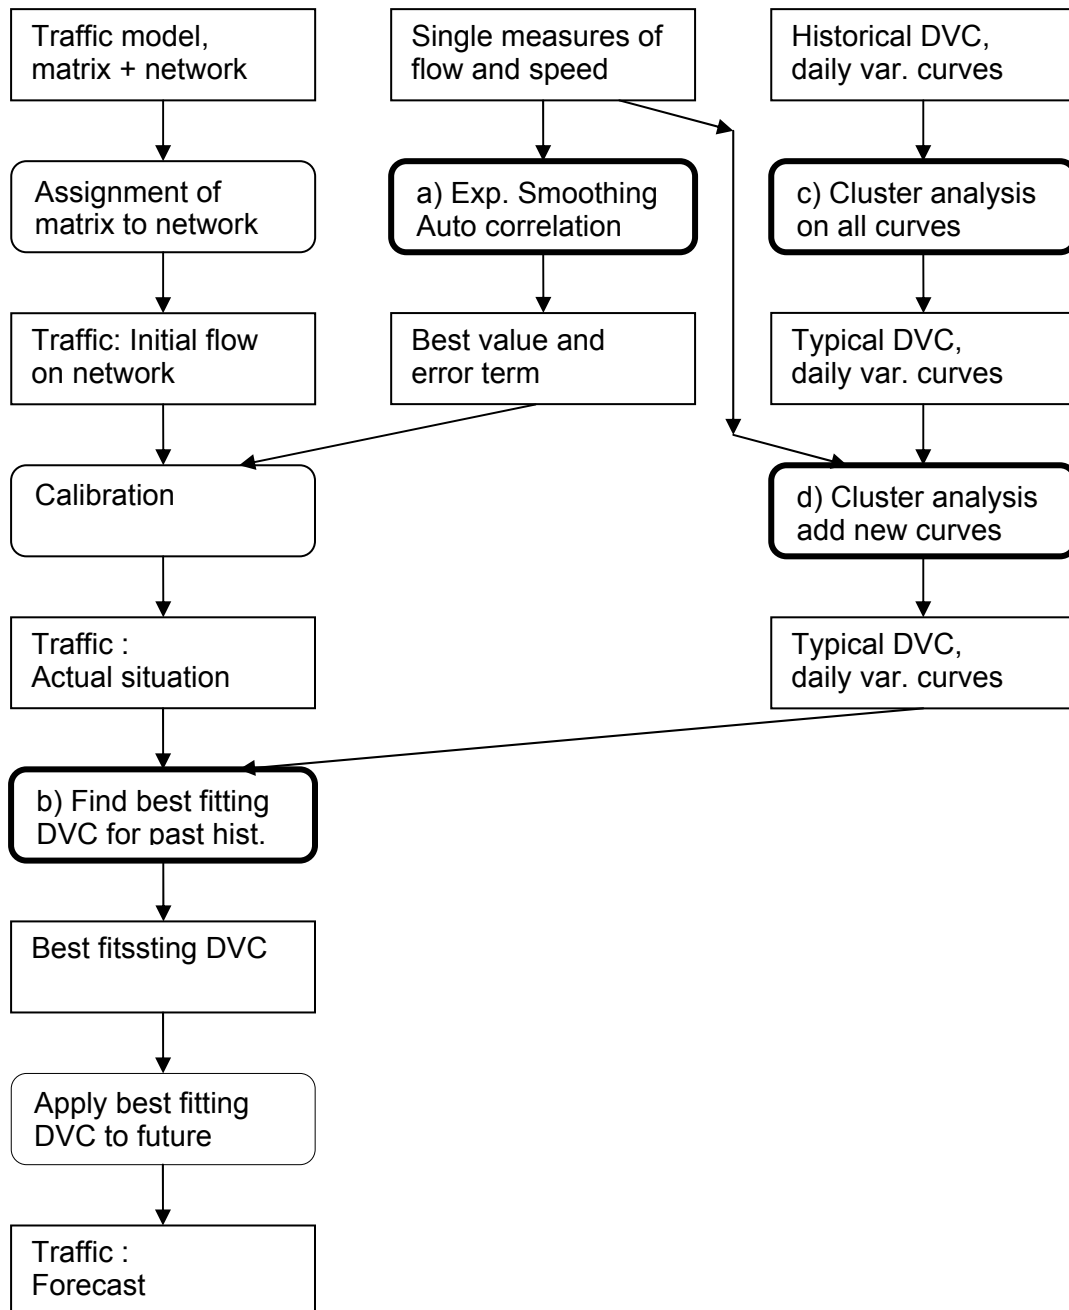 Traffic model,
matrix + network
Single measures of
flow and speed
Historical DVC,
daily var. curves
Assignment of
matrix to network
a) Exp. Smoothing
Auto correlation
c) Cluster analysis
on all curves
Traffic: Initial flow
on network
Best value and
error term
Typical DVC,
daily var. curves
Calibration
d) Cluster analysis
add new curves
Traffic :
Actual situation
Typical DVC,
daily var. curves
b) Find best fitting
DVC for past hist.
Best fitssting DVC
Apply best fitting
DVC to future
Traffic :
Forecast